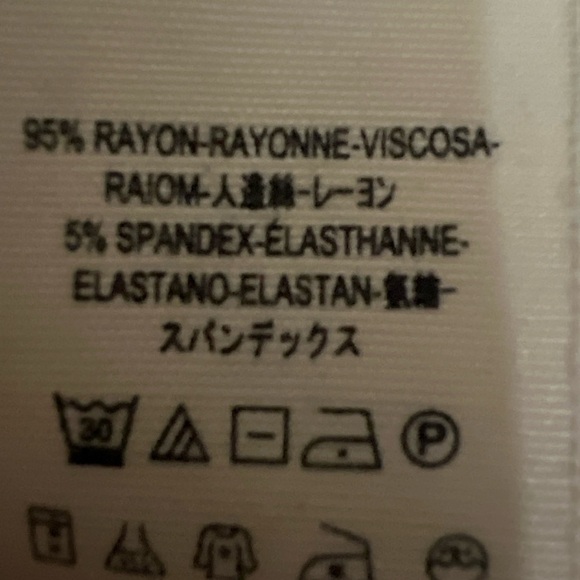 95% RAYON-RAYONNE-VISCOSA-
RAIOM-人造絲-レーヨン
5% SPANDEX-ÉLASTHANNE-
ELASTANO-ELASTAN-氨綸-
スパンデックス
30
P